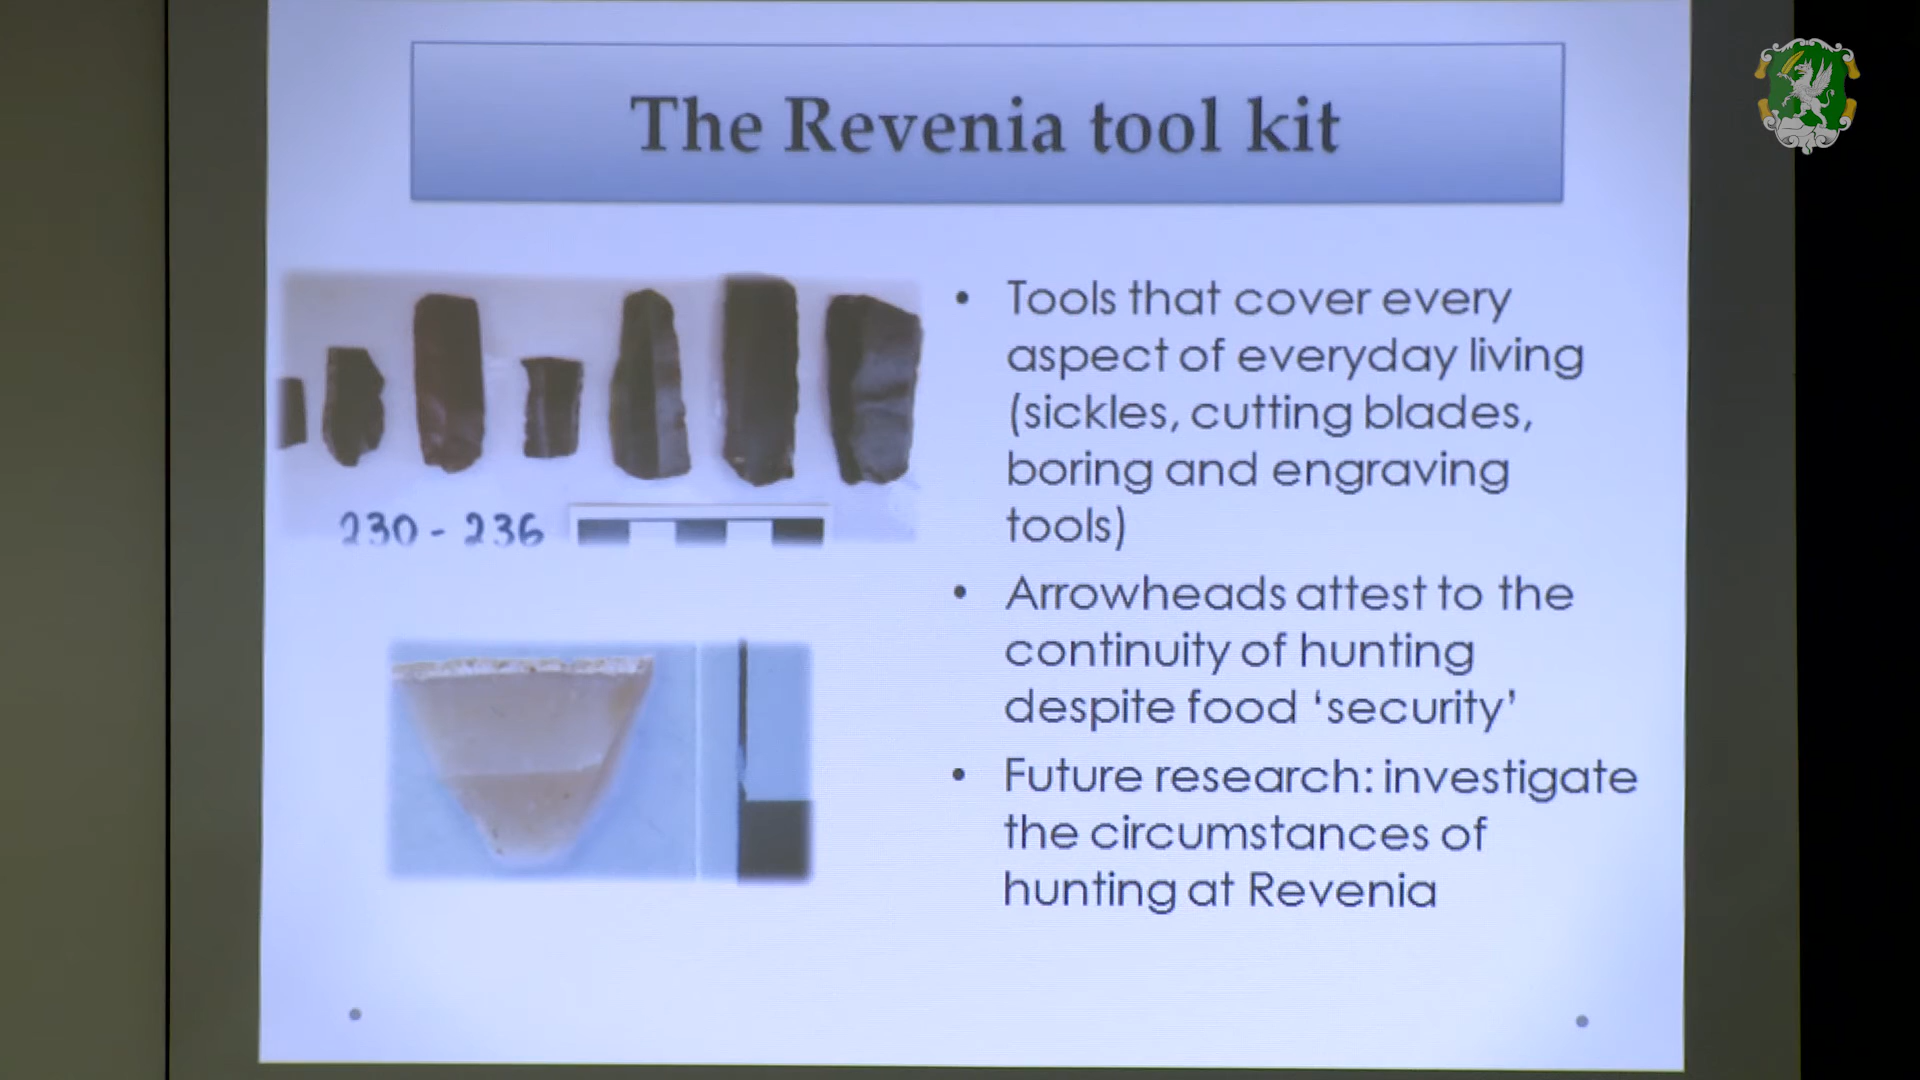 The Revenia tool kit
230 - 236
• Tools that cover every
aspect of everyday living
(sickles, cutting blades,
boring and engraving
tools)
• Arrowheads attest to the
continuity of hunting
despite food ‘security’
• Future research: investigate
the circumstances of
hunting at Revenia